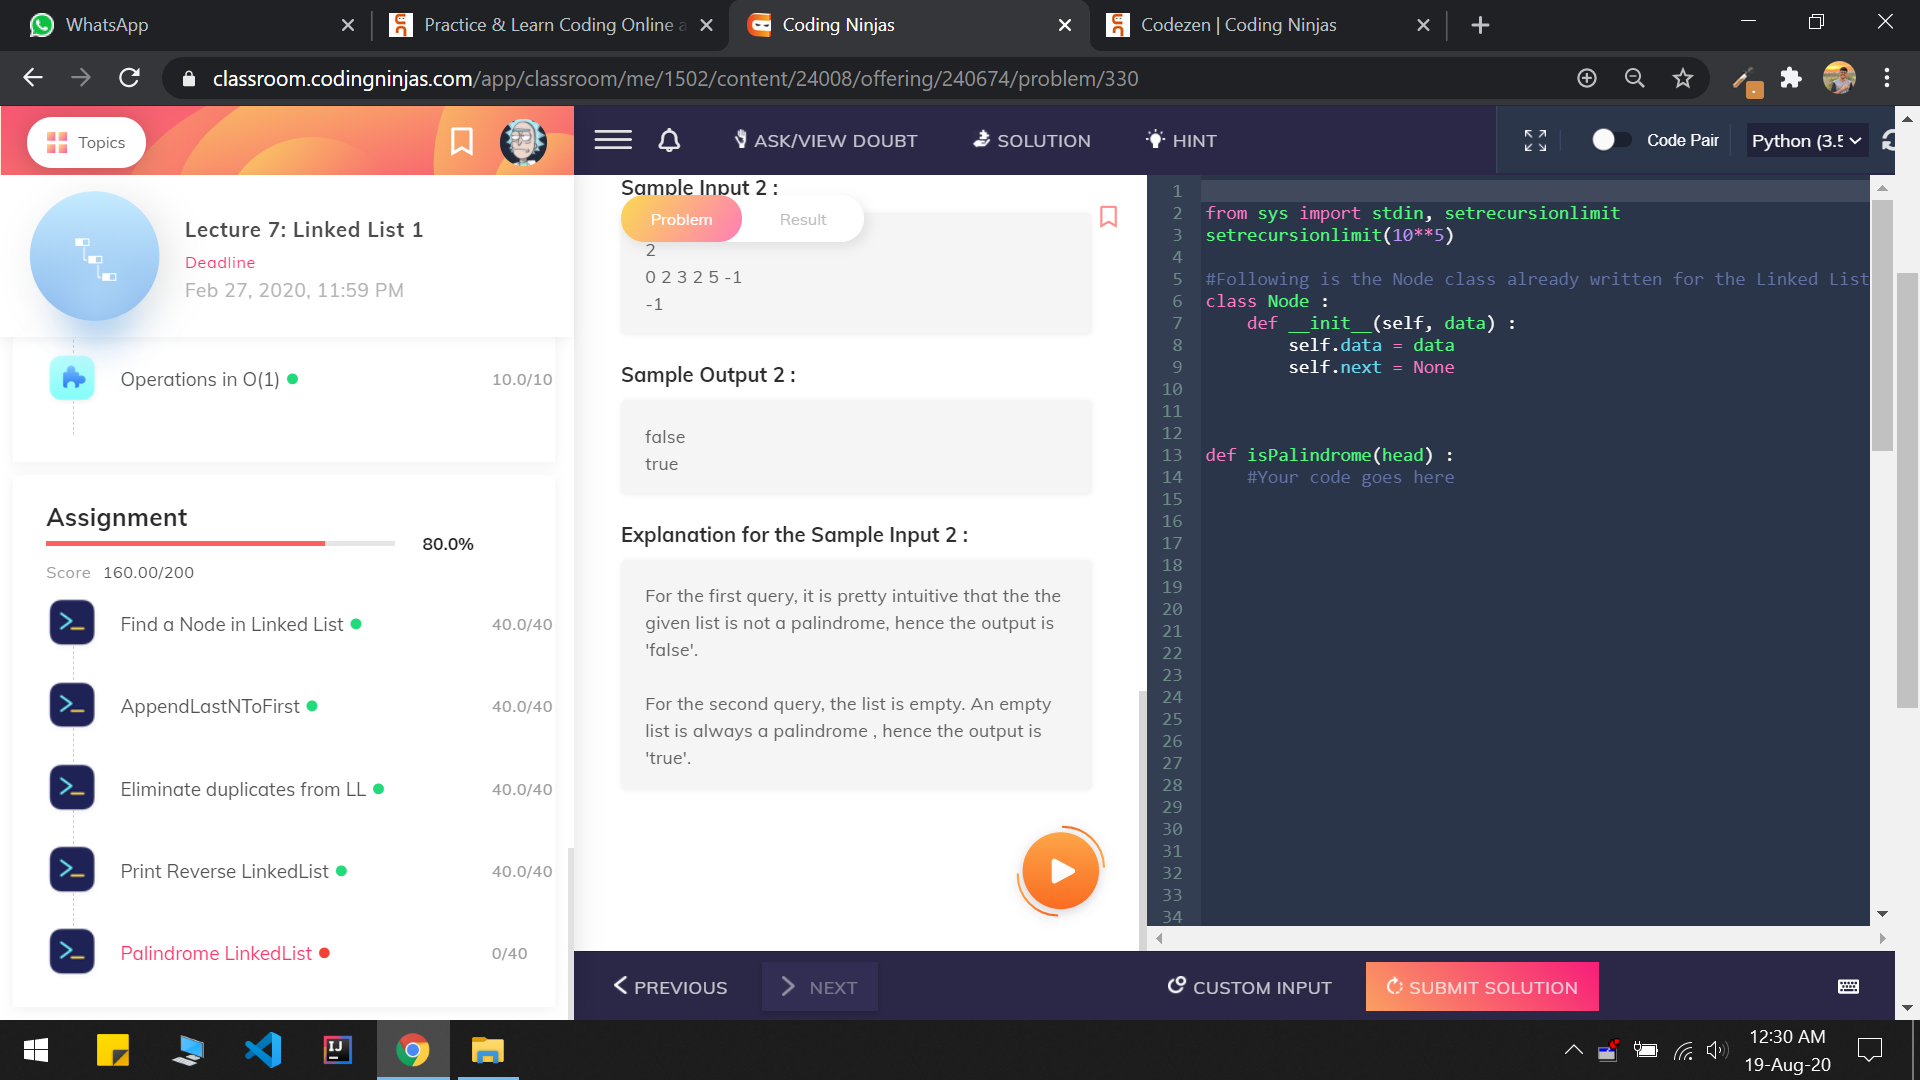 WhatsApp
Practice & Learn Coding Online a
Coding Ninjas
Codezen | Coding Ninjas
classroom.codingninjas.com/app/classroom/me/1502/content/24008/offering/240674/problem/330
Topics
Lecture 7: Linked List 1
Deadline
Feb 27, 2020, 11:59 PM
Operations in O(1)
10.0/10
Assignment
80.0%
Score 160.00/200
Find a Node in Linked List
40.0/40
AppendLastNToFirst
40.0/40
Eliminate duplicates from LL
40.0/40
Print Reverse LinkedList
40.0/40
Palindrome LinkedList
0/40
ASK/VIEW DOUBT
SOLUTION
HINT
Code Pair
Python (3.5
Sample Input 2 :
Problem
Result
2
0 2 3 2 5 -1
-1
Sample Output 2 :
false
true
Explanation for the Sample Input 2 :
For the first query, it is pretty intuitive that the the
given list is not a palindrome, hence the output is
'false'.
For the second query, the list is empty. An empty
list is always a palindrome , hence the output is
'true'.
1
2 from sys import stdin, setrecursionlimit
3 setrecursionlimit(10**5)
4
5 #Following is the Node class already written for the Linked List
6 class Node :
7     def __init__(self, data) :
8         self.data = data
9         self.next = None
10
11
12
13 def isPalindrome(head) :
14     #Your code goes here
15
16
17
18
19
20
21
22
23
24
25
26
27
28
29
30
31
32
33
34
PREVIOUS
NEXT
CUSTOM INPUT
SUBMIT SOLUTION
IJ
12:30 AM
19-Aug-20